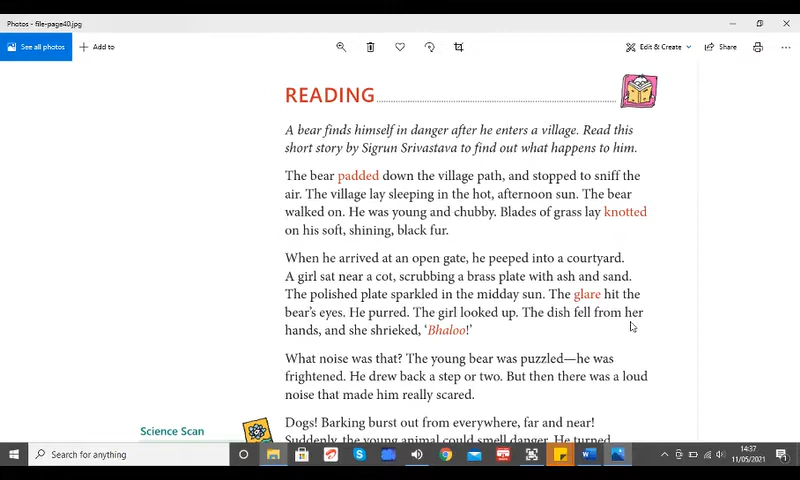 Photos - file-page40.jpg
See all photos
Add to
Edit & Create
Share
READING
A bear finds himself in danger after he enters a village. Read this
short story by Sigrun Srivastava to find out what happens to him.
The bear padded down the village path, and stopped to sniff the
air. The village lay sleeping in the hot, afternoon sun. The bear
walked on. He was young and chubby. Blades of grass lay knotted
on his soft, shining, black fur.
When he arrived at an open gate, he peeped into a courtyard.
A girl sat near a cot, scrubbing a brass plate with ash and sand.
The polished plate sparkled in the midday sun. The glare hit the
bear's eyes. He purred. The girl looked up. The dish fell from her
hands, and she shrieked, ‘Bhaloo!’
What noise was that? The young bear was puzzled—he was
frightened. He drew back a step or two. But then there was a loud
noise that made him really scared.
Science Scan
Dogs! Barking burst out from everywhere, far and near!
Suddenly, the young animal could smell danger. He turned
Search for anything
14:37
11/05/2021